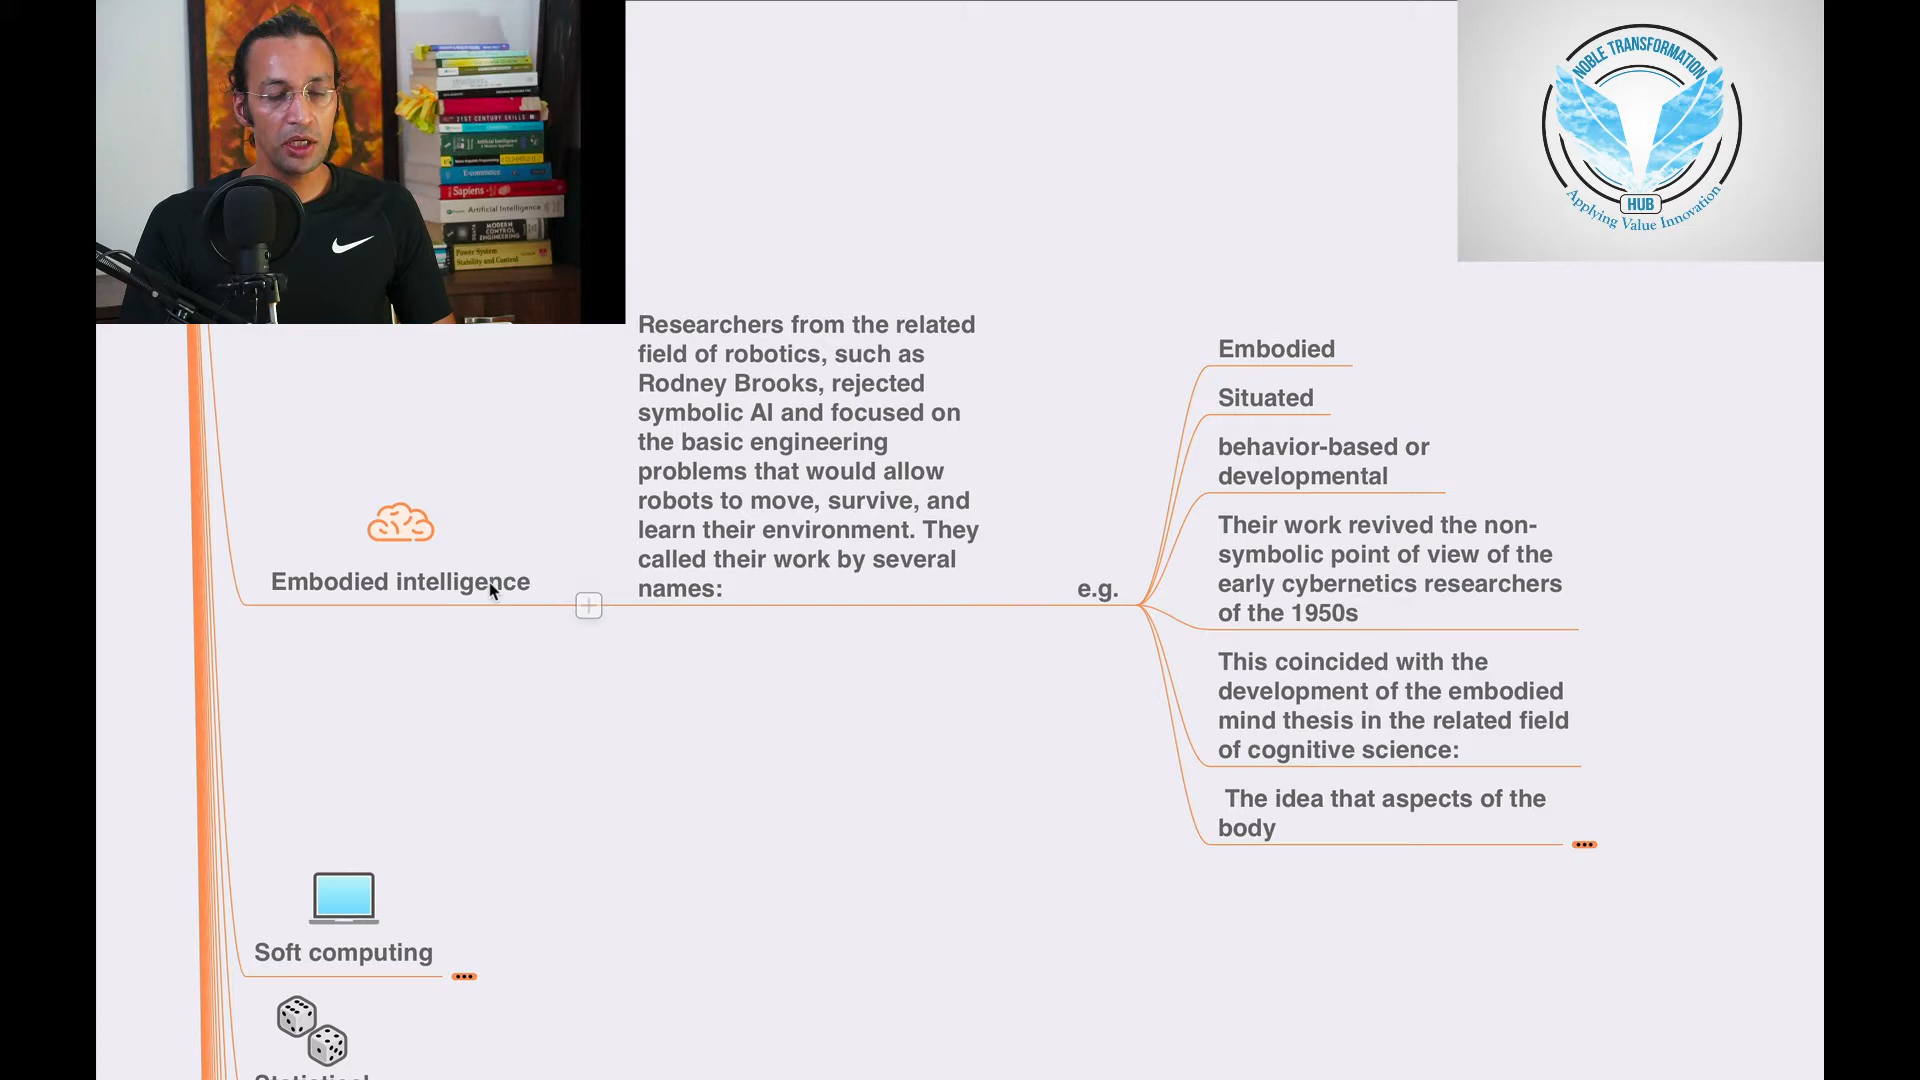 21ST CENTURY SKILLS
Artificial Intelligence
E-commerce
Sapiens
Artificial Intelligence
MODERN
CONTROL
ENGINEERING
Power System
Stability and Control
NOBLE TRANSFORMATION
HUB
Applying Value Innovation
Researchers from the related
field of robotics, such as
Rodney Brooks, rejected
symbolic AI and focused on
the basic engineering
problems that would allow
robots to move, survive, and
learn their environment. They
called their work by several
names:
Embodied intelligence
e.g.
Embodied
Situated
behavior-based or
developmental
Their work revived the non-
symbolic point of view of the
early cybernetics researchers
of the 1950s
This coincided with the
development of the embodied
mind thesis in the related field
of cognitive science:
The idea that aspects of the
body
Soft computing